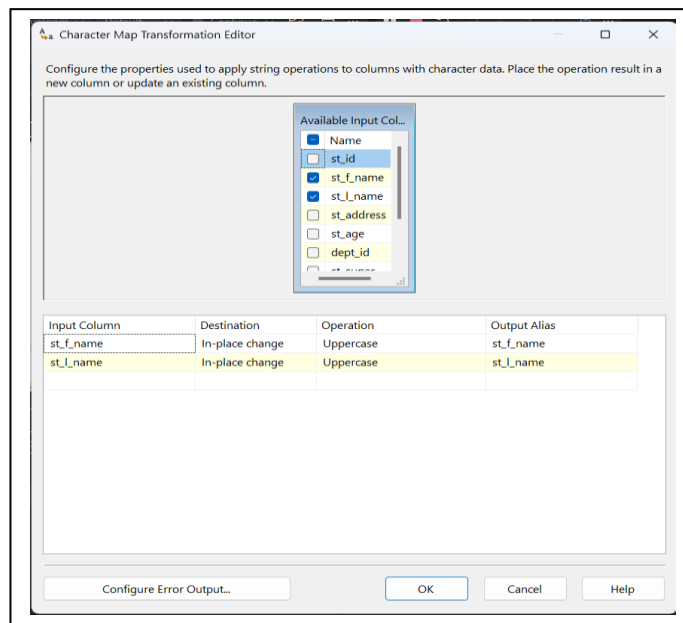 Character Map Transformation Editor
Configure the properties used to apply string operations to columns with character data. Place the operation result in a
new column or update an existing column.
Available Input Col...
Name
st_id
st_f_name
st_l_name
st_address
st_age
dept_id
Input Column Destination Operation Output Alias
st_f_name In-place change Uppercase st_f_name
st_l_name In-place change Uppercase st_l_name
Configure Error Output... OK Cancel Help